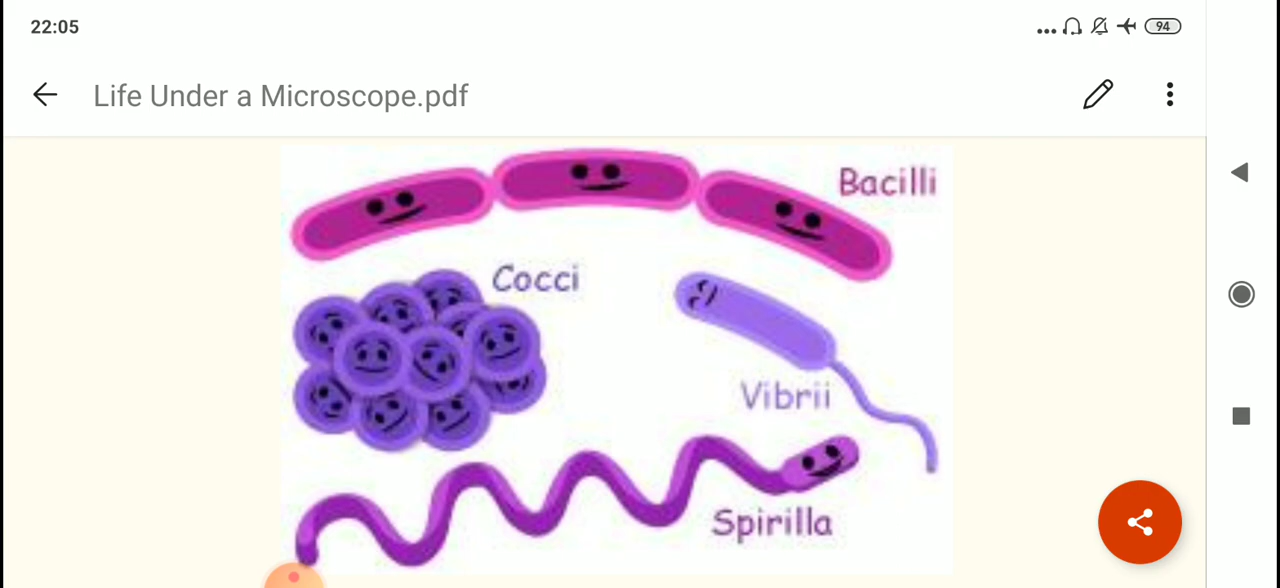 22:05
94
Life Under a Microscope.pdf
Bacilli
Cocci
Vibrii
Spirilla